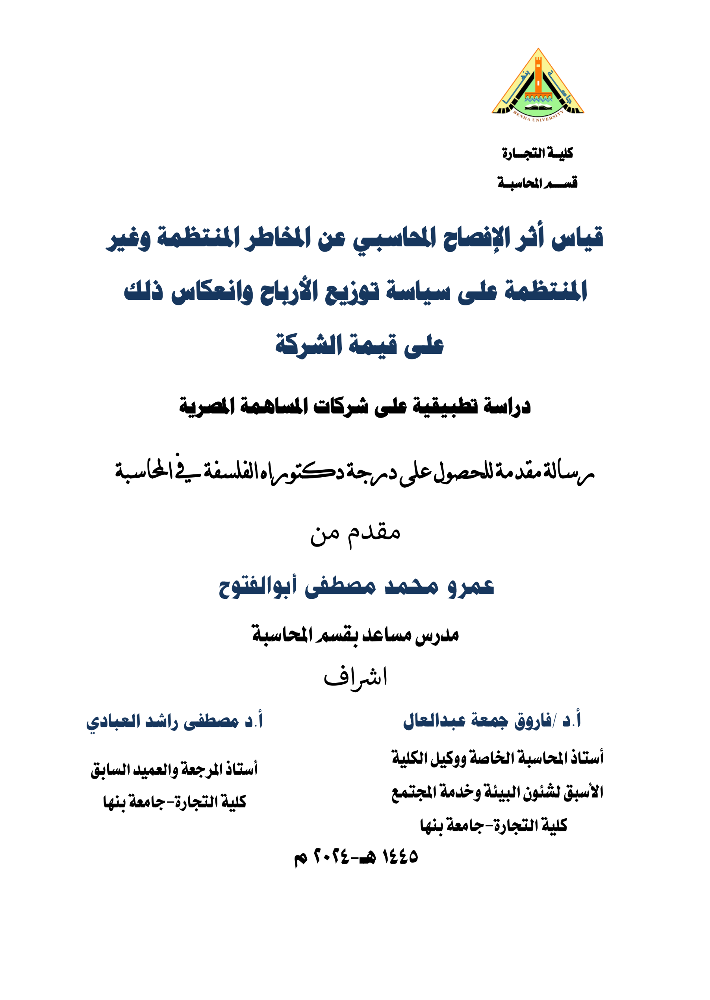 جامعة بنها
BENHA UNIVERSITY
كليـة التجــارة
قســـم المحاسبـة
قياس أثر الإفصاح المحاسبي عن المخاطر المنتظمة وغير
المنتظمة على سياسة توزيع الأرباح وانعكاس ذلك
على قيمة الشركة
دراسة تطبيقية على شركات المساهمة المصرية
رسالة مقدمة للحصول على درجة دكتوراه الفلسفة في المحاسبة
مقدم من
عمرو محمد مصطفى أبوالفتوح
مدرس مساعد بقسم المحاسبة
اشراف
أ.د /فاروق جمعة عبدالعال
أستاذ المحاسبة الخاصة ووكيل الكلية
الأسبق لشئون البيئة وخدمة المجتمع
كلية التجارة-جامعة بنها
أ.د مصطفى راشد العبادي
أستاذ المرجعة والعميد السابق
كلية التجارة-جامعة بنها
١٤٤٥ هـ-٢٠٢٤ م